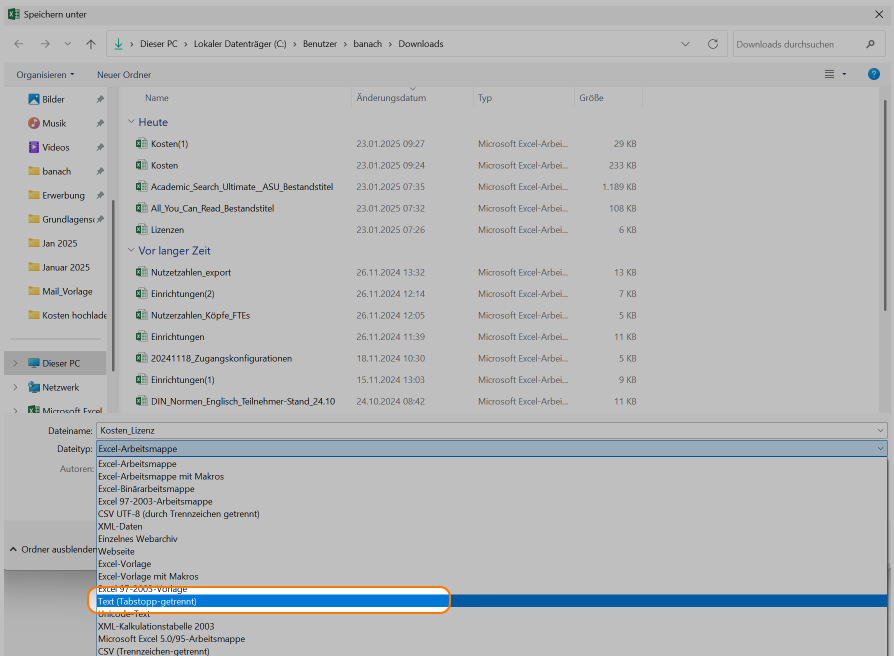 Speichern unter
Dieser PC › Lokaler Datenträger (C:) › Benutzer › banach › Downloads
Downloads durchsuchen
Organisieren
Neuer Ordner
Bilder
Musik
Videos
banach
Erwerbung
Grundlagensc
Jan 2025
Januar 2025
Mail_Vorlage
Kosten hochlade
Dieser PC
Netzwerk
Microsoft Excel
Name Änderungsdatum Typ Größe
Heute
Kosten(1) 23.01.2025 09:27 Microsoft Excel-Arbei... 29 KB
Kosten 23.01.2025 09:24 Microsoft Excel-Arbei... 233 KB
Academic_Search_Ultimate__ASU_Bestandstitel 23.01.2025 07:35 Microsoft Excel-Arbei... 1.189 KB
All_You_Can_Read_Bestandstitel 23.01.2025 07:32 Microsoft Excel-Arbei... 108 KB
Lizenzen 23.01.2025 07:26 Microsoft Excel-Arbei... 6 KB
Vor langer Zeit
Nutzetzahlen_export 26.11.2024 13:32 Microsoft Excel-Arbei... 13 KB
Einrichtungen(2) 26.11.2024 12:14 Microsoft Excel-Arbei... 7 KB
Nutzerzahlen_Köpfe_FTEs 26.11.2024 12:05 Microsoft Excel-Arbei... 5 KB
Einrichtungen 26.11.2024 11:39 Microsoft Excel-Arbei... 11 KB
20241118_Zugangskonfigurationen 18.11.2024 10:30 Microsoft Excel-Arbei... 5 KB
Einrichtungen(1) 15.11.2024 13:03 Microsoft Excel-Arbei... 9 KB
DIN_Normen_Englisch_Teilnehmer-Stand_24.10 24.10.2024 08:42 Microsoft Excel-Arbei... 11 KB
Dateiname: Kosten_Lizenz
Dateityp: Excel-Arbeitsmappe
Autoren:
Excel-Arbeitsmappe
Excel-Arbeitsmappe mit Makros
Excel-Binärarbeitsmappe
Excel 97-2003-Arbeitsmappe
CSV UTF-8 (durch Trennzeichen getrennt)
XML-Daten
Einzelnes Webarchiv
Webseite
Excel-Vorlage
Excel-Vorlage mit Makros
Excel 97-2003-Vorlage
Text (Tabstopp-getrennt)
Unicode-Text
XML-Kalkulationstabelle 2003
Microsoft Excel 5.0/95-Arbeitsmappe
CSV (Trennzeichen-getrennt)
Ordner ausblenden